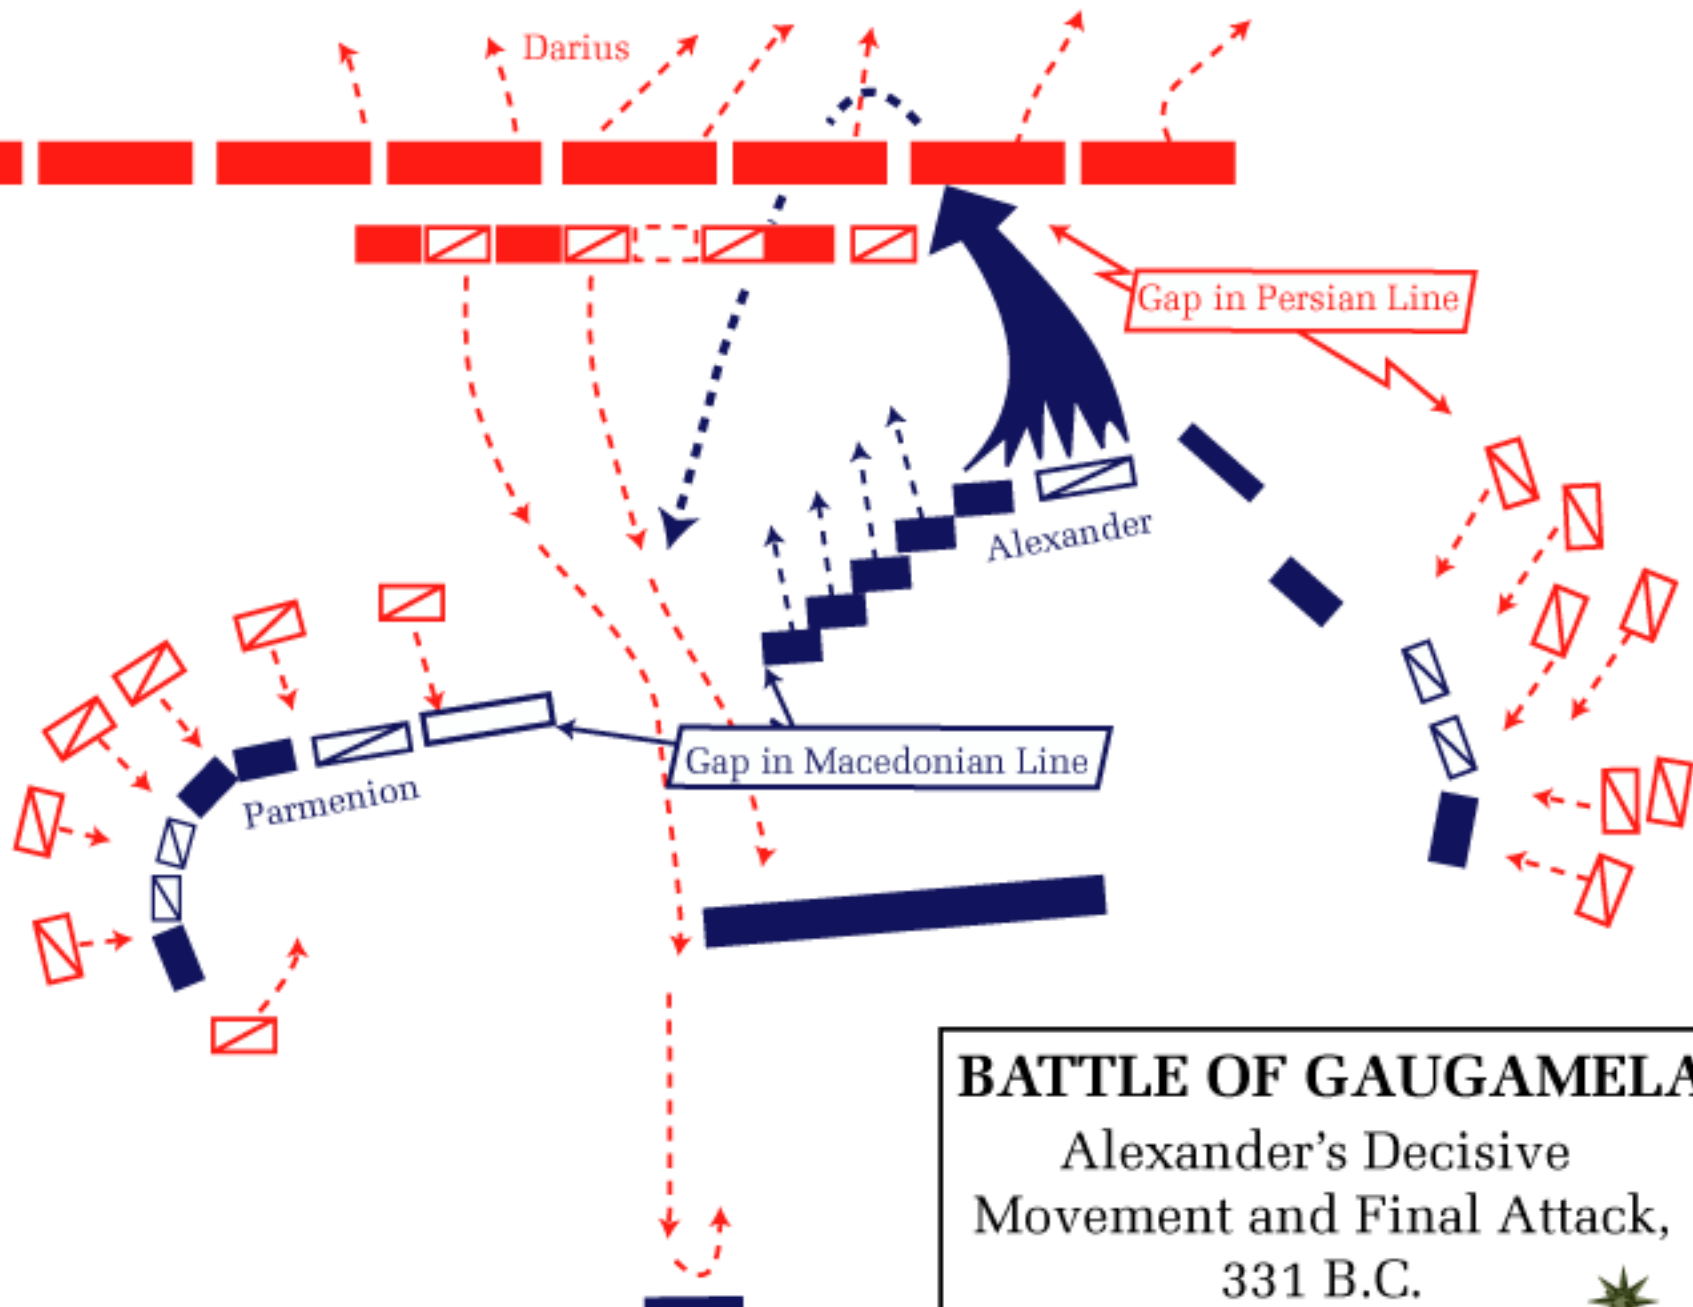 Darius
Gap in Persian Line
Alexander
Gap in Macedonian Line
Parmenion
BATTLE OF GAUGAMELA
Alexander’s Decisive
Movement and Final Attack,
331 B.C.